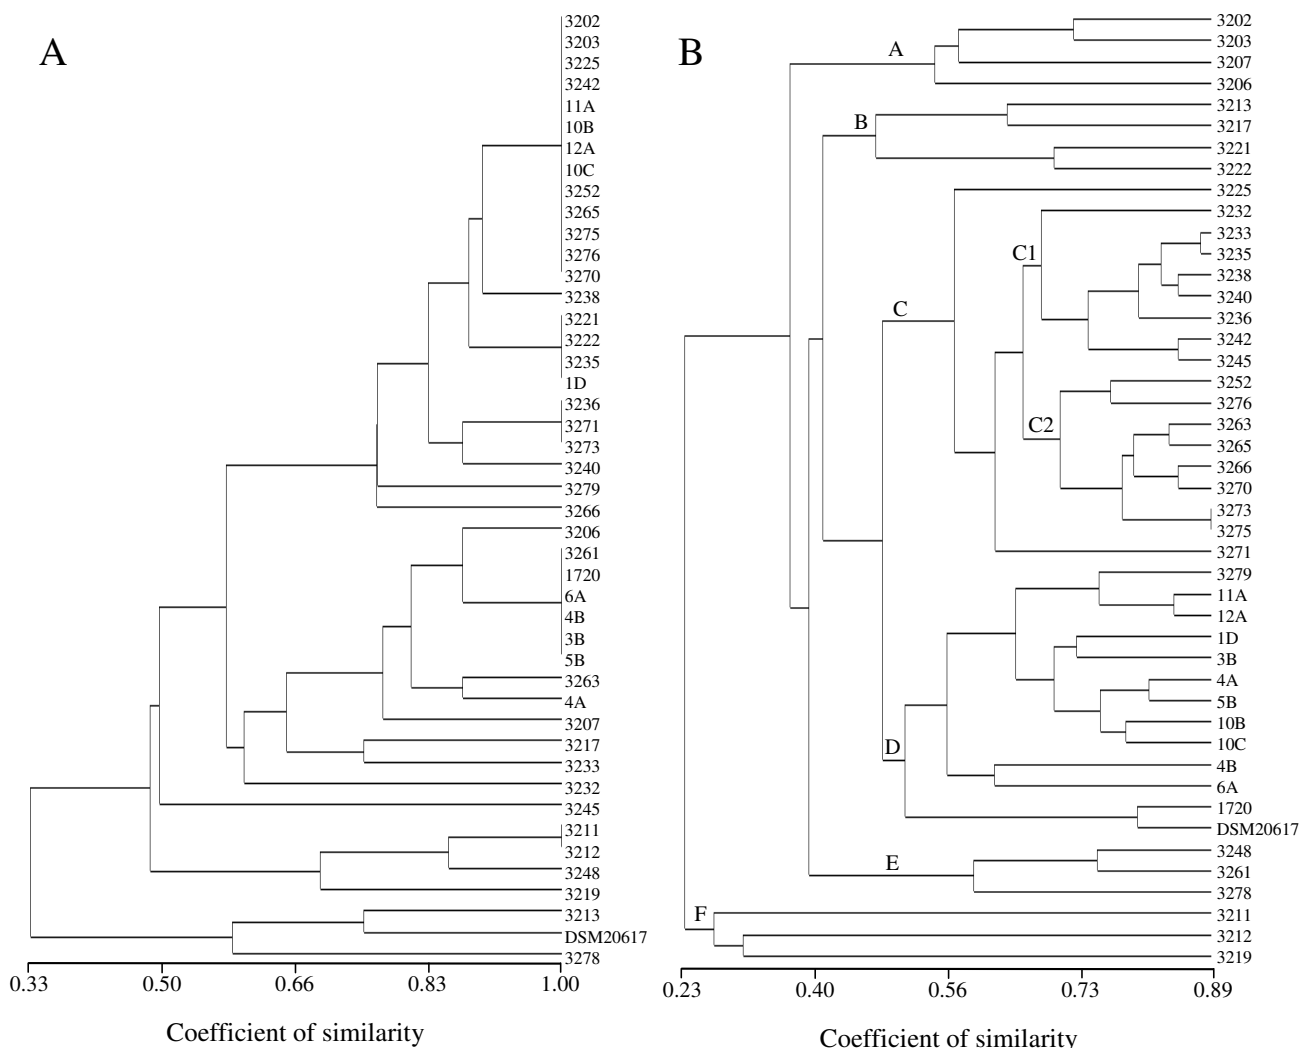 A
3202
3203
3225
3242
11A
10B
12A
10C
3252
3265
3275
3276
3270
3238
3221
3222
3235
1D
3236
3271
3273
3240
3279
3266
3206
3261
1720
6A
4B
3B
5B
3263
4A
3207
3217
3233
3232
3245
3211
3212
3248
3219
3213
DSM20617
3278
0.33 0.50 0.66 0.83 1.00
Coefficient of similarity
B
A
B
C
C1
C2
D
E
F
3202
3203
3207
3206
3213
3217
3221
3222
3225
3232
3233
3235
3238
3240
3236
3242
3245
3252
3276
3263
3265
3266
3270
3273
3275
3271
3279
11A
12A
1D
3B
4A
5B
10B
10C
4B
6A
1720
DSM20617
3248
3261
3278
3211
3212
3219
0.23 0.40 0.56 0.73 0.89
Coefficient of similarity